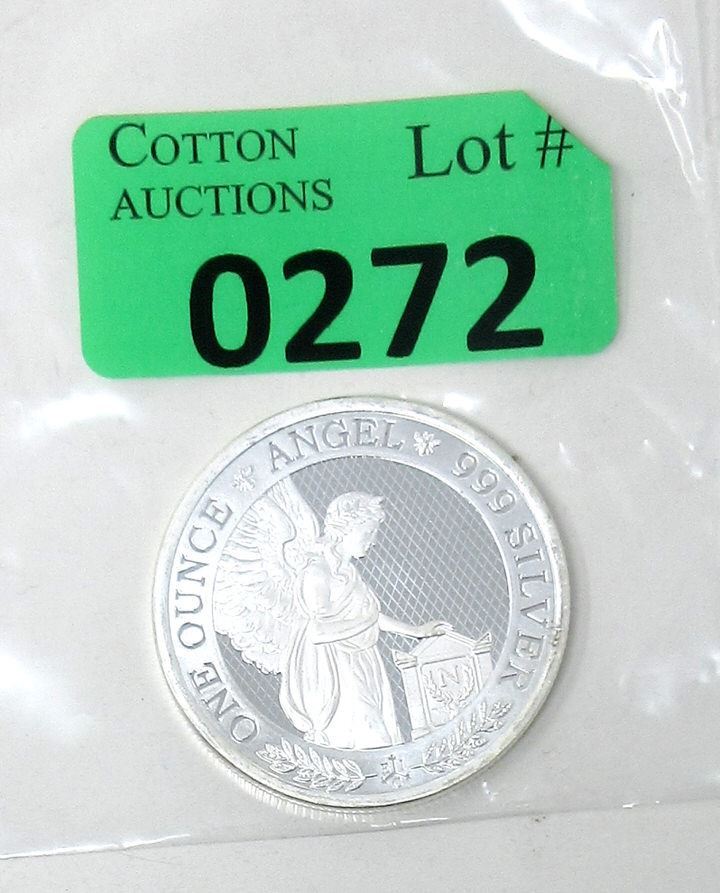 COTTON
AUCTIONS
Lot #
0272
ONE OUNCE ANGEL 999 SILVER
N